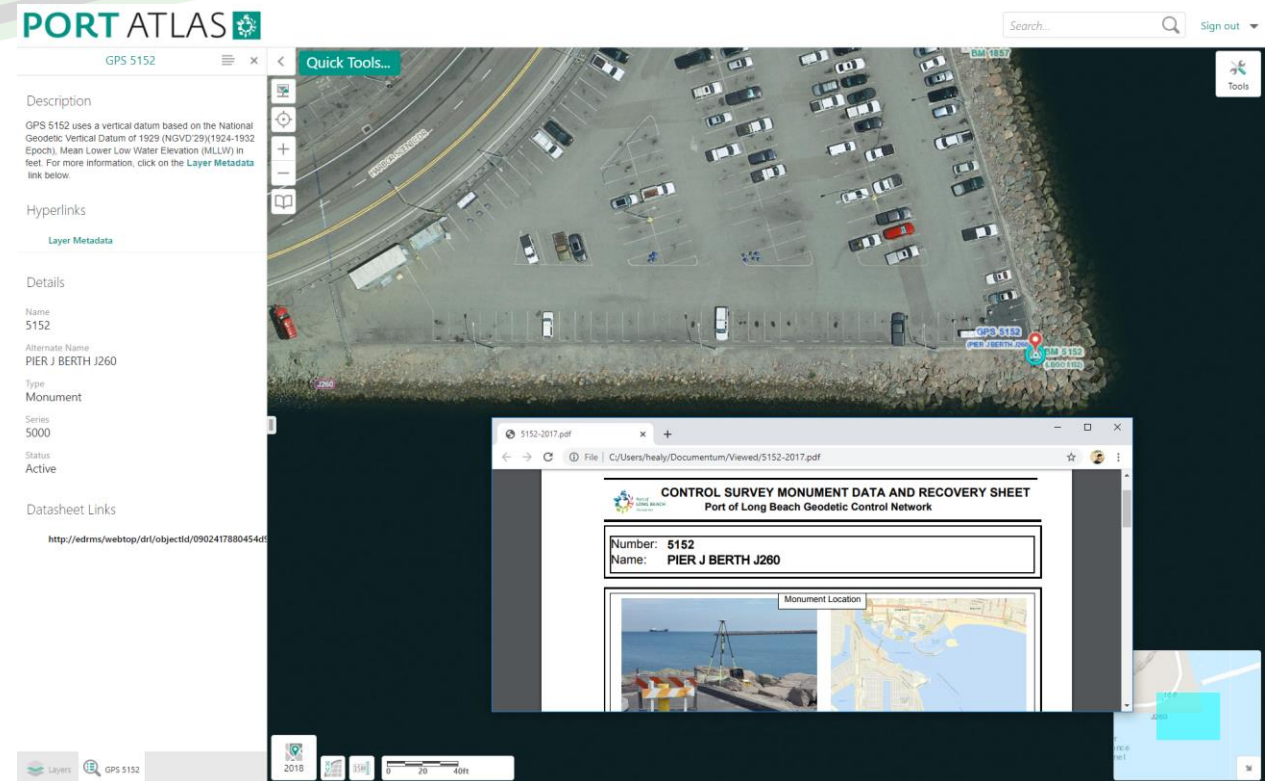 PORT ATLAS
Search...
Sign out
GPS 5152
Description
GPS 5152 uses a vertical datum based on the National
Geodetic Vertical Datum of 1929 (NGVD'29)(1924-1932
Epoch), Mean Lower Low Water Elevation (MLLW) in
feet. For more information, click on the Layer Metadata
link below.
Hyperlinks
Layer Metadata
Details
Name
5152
Alternate Name
PIER J BERTH J260
Type
Monument
Series
5000
Status
Active
Datasheet Links
http://edrms/webtop/drl/objectId/0902417880454d9
Layers
GPS 5152
Quick Tools...
Tools
BM 1857
GPS 5152
(PIER J BERTH J260)
BM 5152
J260
5152-2017.pdf
File | C:/Users/healy/Documentum/Viewed/5152-2017.pdf
Port of
LONG BEACH
CONTROL SURVEY MONUMENT DATA AND RECOVERY SHEET
Port of Long Beach Geodetic Control Network
Number: 5152
Name: PIER J BERTH J260
Monument Location
2018
0 20 40ft
J260